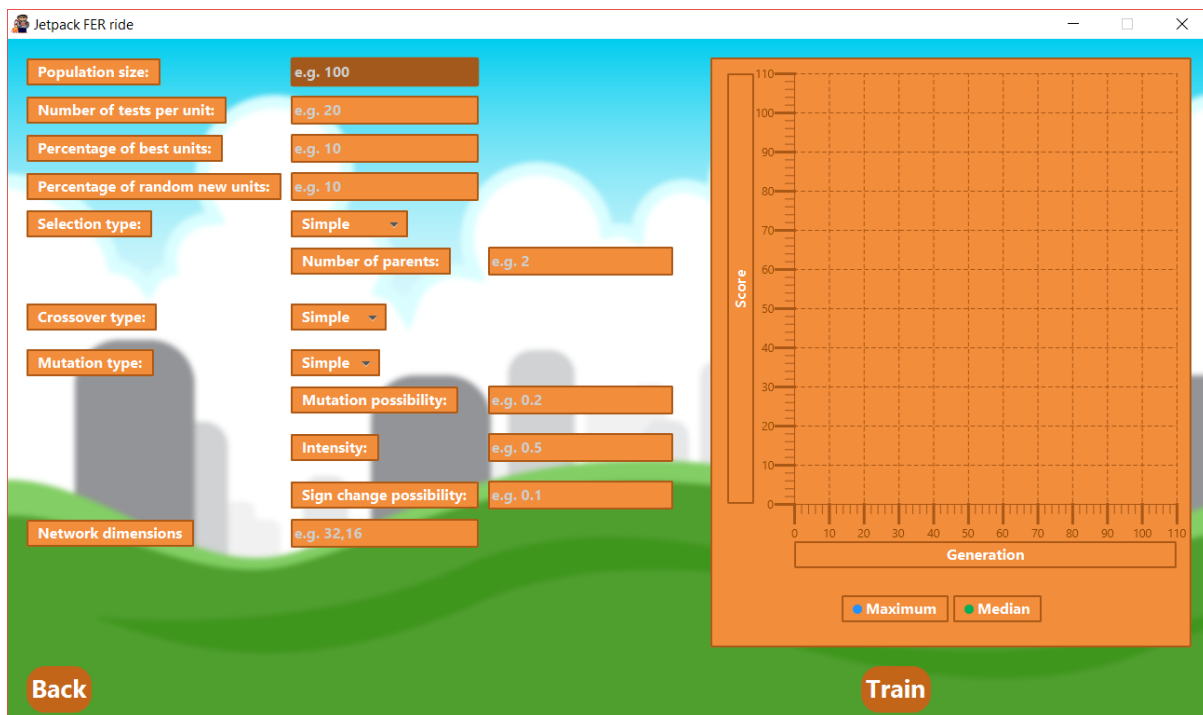 Jetpack FER ride
Population size: e.g. 100
Number of tests per unit: e.g. 20
Percentage of best units: e.g. 10
Percentage of random new units: e.g. 10
Selection type: Simple
Number of parents: e.g. 2
Crossover type: Simple
Mutation type: Simple
Mutation possibility: e.g. 0.2
Intensity: e.g. 0.5
Sign change possibility: e.g. 0.1
Network dimensions e.g. 32,16
Back
Score
110
100
90
80
70
60
50
40
30
20
10
0
0 10 20 30 40 50 60 70 80 90 100 110
Generation
Maximum Median
Train